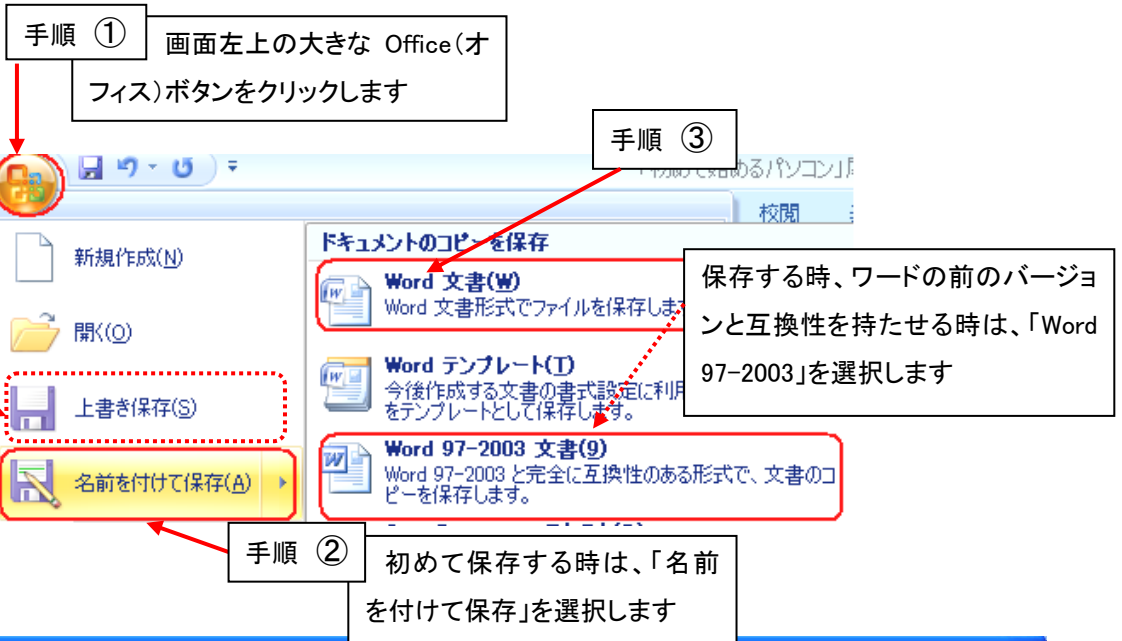 手順 ①
画面左上の大きな Office(オ
フィス)ボタンをクリックします
手順 ③
校閲
新規作成(N)
開く(O)
上書き保存(S)
名前を付けて保存(A)
ドキュメントのコピーを保存
Word 文書(W)
Word 文書形式でファイルを保存しま
Word テンプレート(T)
今後作成する文書の書式設定に利用
をテンプレートとして保存します。
Word 97-2003 文書(9)
Word 97-2003 と完全に互換性のある形式で、文書のコ
ピーを保存します。
保存する時、ワードの前のバージョ
ンと互換性を持たせる時は、「Word
97-2003」を選択します
手順 ②
初めて保存する時は、「名前
を付けて保存」を選択します